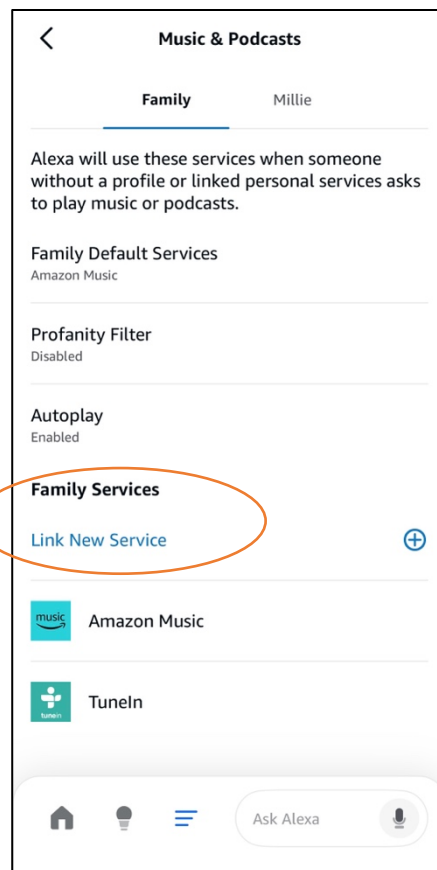 Music & Podcasts
Family Millie
Alexa will use these services when someone
without a profile or linked personal services asks
to play music or podcasts.
Family Default Services
Amazon Music
Profanity Filter
Disabled
Autoplay
Enabled
Family Services
Link New Service
music
Amazon Music
tunein
TuneIn
Ask Alexa